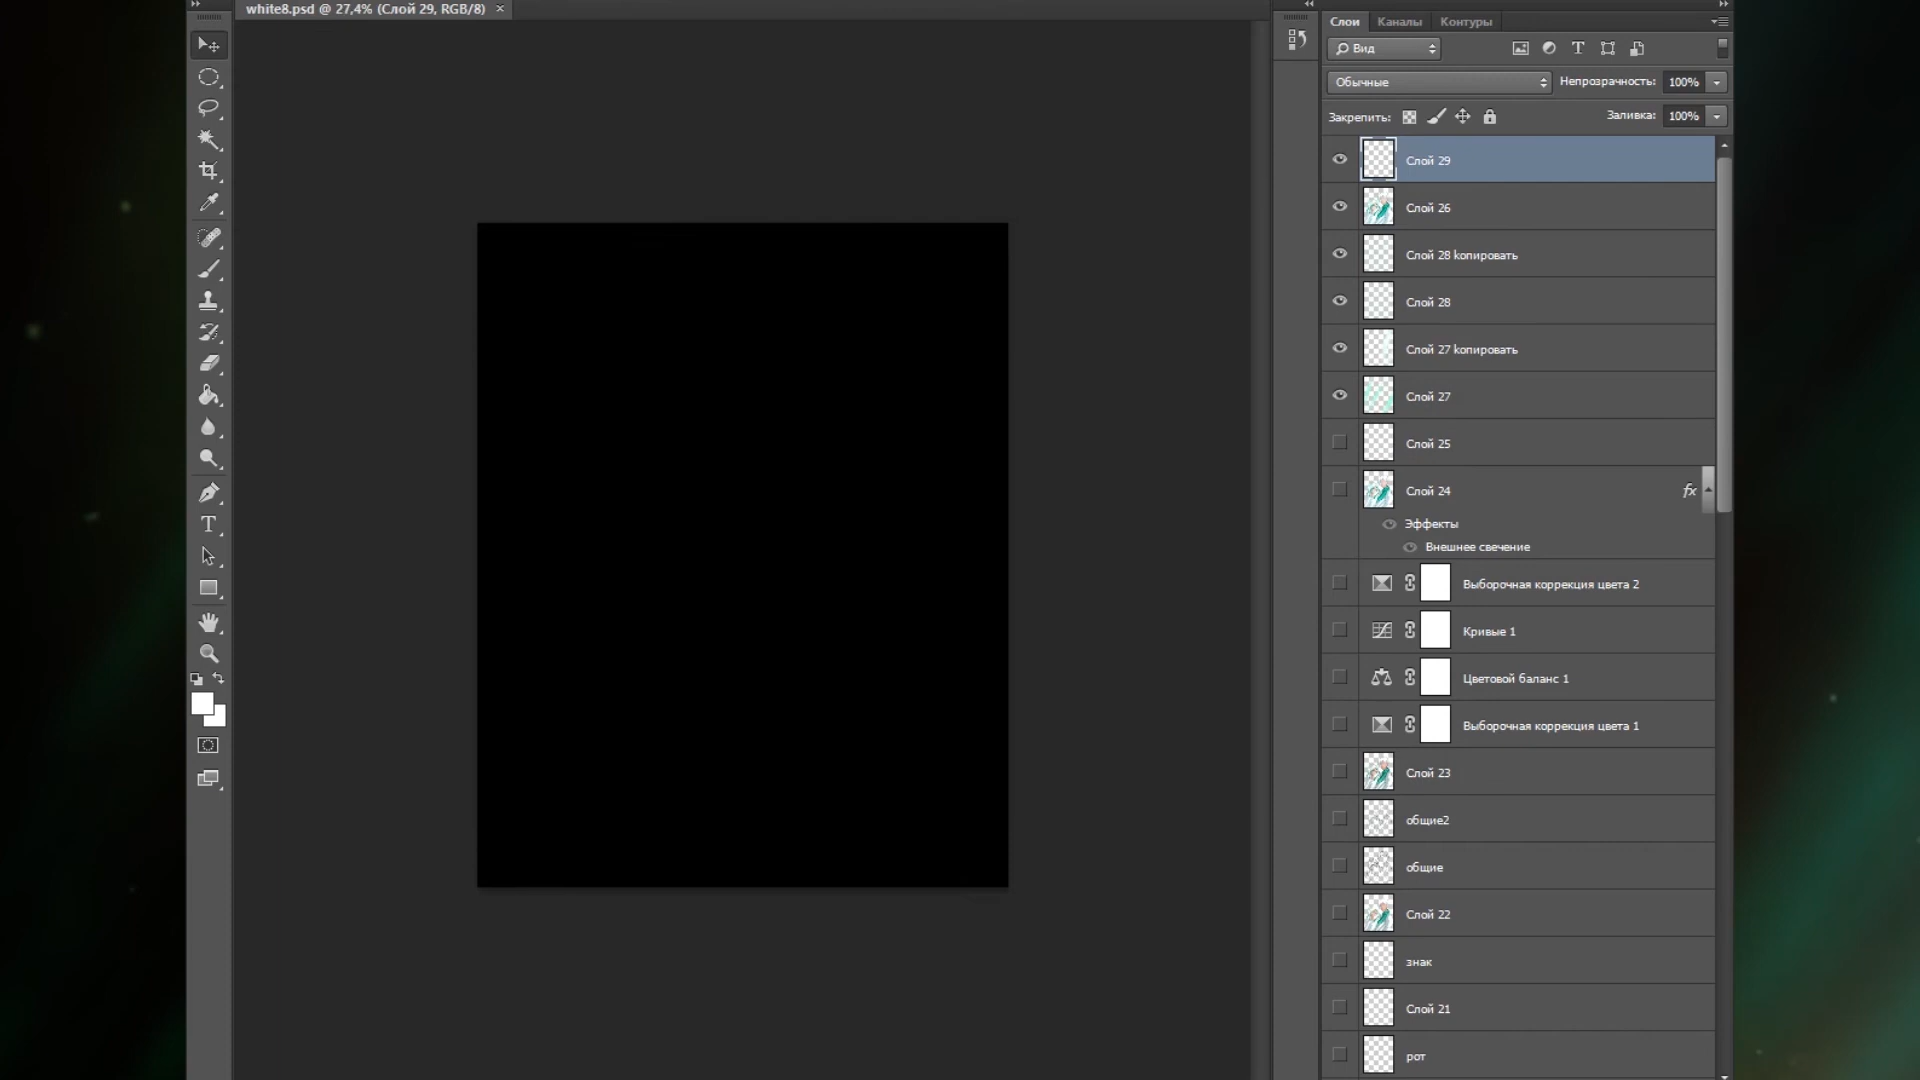 white8.psd @ 27,4% (Слой 29, RGB/8) ×
Слои Каналы Контуры
Вид
Обычные Непрозрачность: 100%
Закрепить: Заливка: 100%
Слой 29
Слой 26
Слой 28 копировать
Слой 28
Слой 27 копировать
Слой 27
Слой 25
Слой 24 fx
Эффекты
Внешнее свечение
Выборочная коррекция цвета 2
Кривые 1
Цветовой баланс 1
Выборочная коррекция цвета 1
Слой 23
общие2
общие
Слой 22
знак
Слой 21
рот